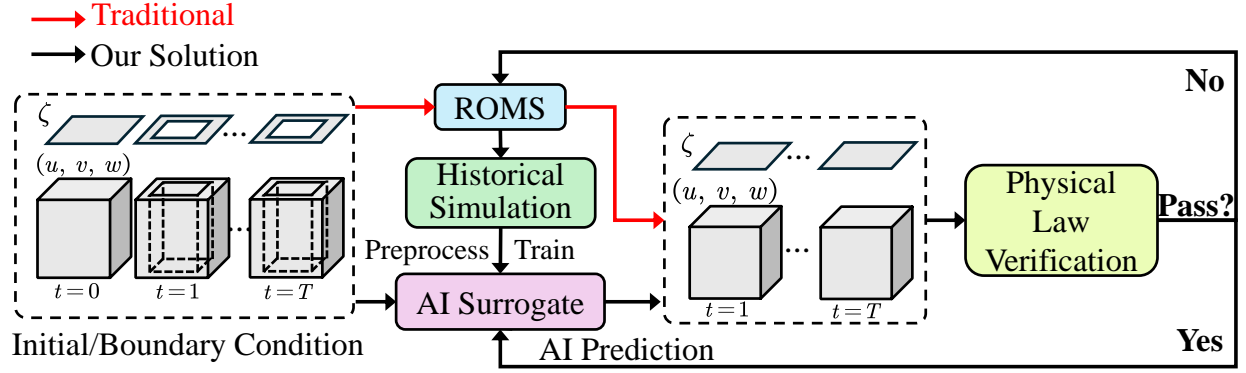 Traditional
Our Solution
ζ
...
(u, v, w)
...
t=0
t=1
t=T
Initial/Boundary Condition
ROMS
Historical
Simulation
Preprocess
Train
AI Surrogate
AI Prediction
ζ
...
(u, v, w)
...
t=1
t=T
Physical
Law
Verification
Pass?
No
Yes